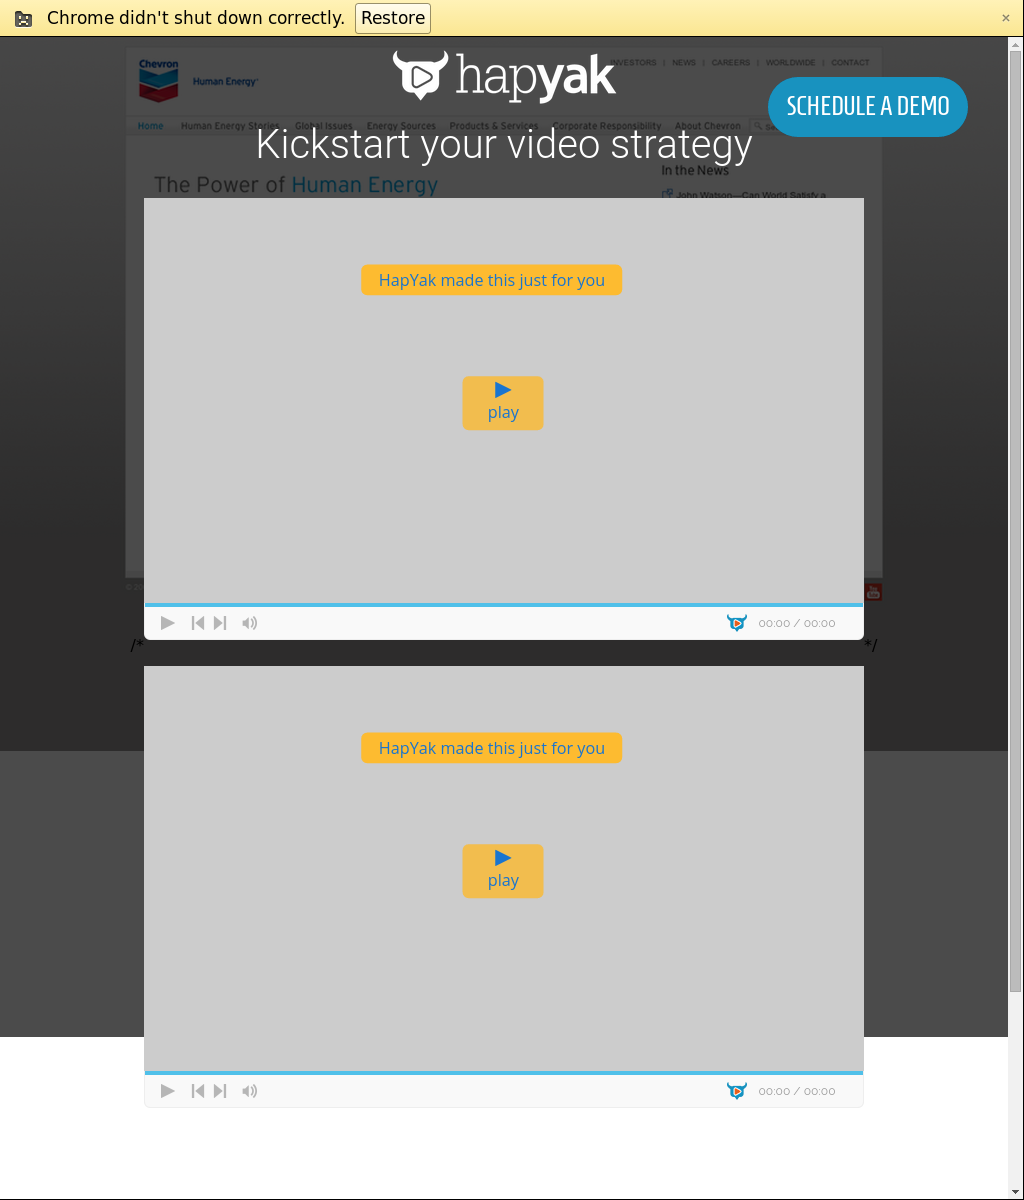 Chrome didn't shut down correctly. Restore
Chevron
Human Energy
hapyak
INVESTORS | NEWS | CAREERS | WORLDWIDE | CONTACT
SCHEDULE A DEMO
Home Human Energy Stories Global Issues Energy Sources Products & Services Corporate Responsibility About Chevron
Kickstart your video strategy
In the News
The Power of Human Energy
John Watson—Can World Satisfy a
HapYak made this just for you
play
You
00:00 / 00:00
/* */
HapYak made this just for you
play
00:00 / 00:00